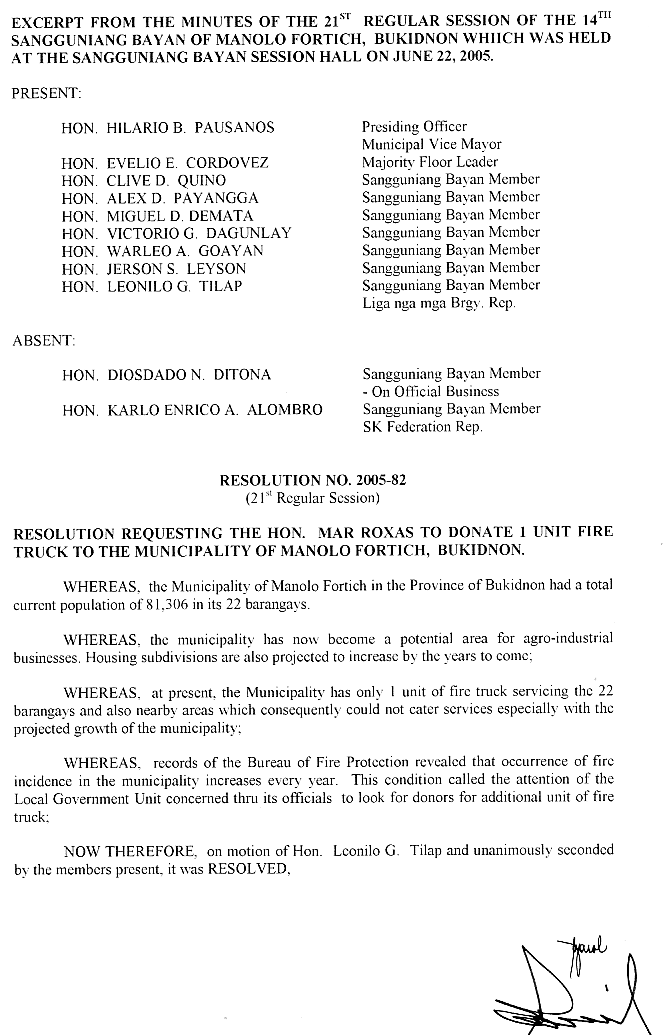 EXCERPT FROM THE MINUTES OF THE 21ST REGULAR SESSION OF THE 14TH
SANGGUNIANG BAYAN OF MANOLO FORTICH, BUKIDNON WHIICH WAS HELD
AT THE SANGGUNIANG BAYAN SESSION HALL ON JUNE 22, 2005.
PRESENT:
HON. HILARIO B. PAUSANOS Presiding Officer
Municipal Vice Mayor
HON. EVELIO E. CORDOVEZ Majority Floor Leader
HON. CLIVE D. QUINO Sangguniang Bayan Member
HON. ALEX D. PAYANGGA Sangguniang Bayan Member
HON. MIGUEL D. DEMATA Sangguniang Bayan Member
HON. VICTORIO G. DAGUNLAY Sangguniang Bayan Member
HON. WARLEO A. GOAYAN Sangguniang Bayan Member
HON. JERSON S. LEYSON Sangguniang Bayan Member
HON. LEONILO G. TILAP Sangguniang Bayan Member
Liga nga mga Brgy. Rep.
ABSENT:
HON. DIOSDADO N. DITONA Sangguniang Bayan Member
- On Official Business
HON. KARLO ENRICO A. ALOMBRO Sangguniang Bayan Member
SK Federation Rep.
RESOLUTION NO. 2005-82
(21st Regular Session)
RESOLUTION REQUESTING THE HON. MAR ROXAS TO DONATE 1 UNIT FIRE
TRUCK TO THE MUNICIPALITY OF MANOLO FORTICH, BUKIDNON.
WHEREAS, the Municipality of Manolo Fortich in the Province of Bukidnon had a total
current population of 81,306 in its 22 barangays.
WHEREAS, the municipality has now become a potential area for agro-industrial
businesses. Housing subdivisions are also projected to increase by the years to come;
WHEREAS, at present, the Municipality has only 1 unit of fire truck servicing the 22
barangays and also nearby areas which consequently could not cater services especially with the
projected growth of the municipality;
WHEREAS, records of the Bureau of Fire Protection revealed that occurrence of fire
incidence in the municipality increases every year. This condition called the attention of the
Local Government Unit concerned thru its officials to look for donors for additional unit of fire
truck;
NOW THEREFORE, on motion of Hon. Leonilo G. Tilap and unanimously seconded
by the members present, it was RESOLVED,